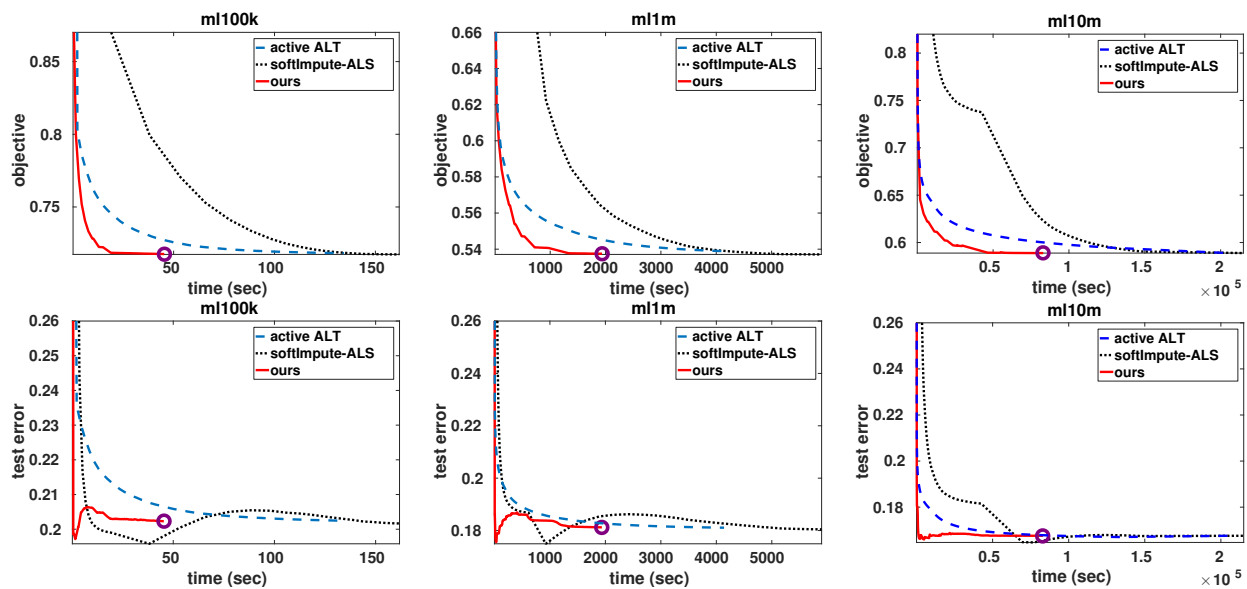 ml100k
0.85
0.8
0.75
objective
active ALT
softImpute-ALS
ours
50
100
150
time (sec)
ml1m
0.66
0.64
0.62
0.6
0.58
0.56
0.54
objective
active ALT
softImpute-ALS
ours
1000 2000 3000 4000 5000
time (sec)
ml10m
0.8
0.75
0.7
0.65
0.6
objective
active ALT
softImpute-ALS
ours
0.5
1
1.5
2
× 10 5
time (sec)
ml100k
0.26
0.25
0.24
0.23
0.22
0.21
0.2
test error
active ALT
softImpute-ALS
ours
50
100
150
time (sec)
ml1m
0.26
0.24
0.22
0.2
0.18
test error
active ALT
softImpute-ALS
ours
1000 2000 3000 4000 5000
time (sec)
ml10m
0.26
0.24
0.22
0.2
0.18
test error
active ALT
softImpute-ALS
ours
0.5
1
1.5
2
× 10 5
time (sec)